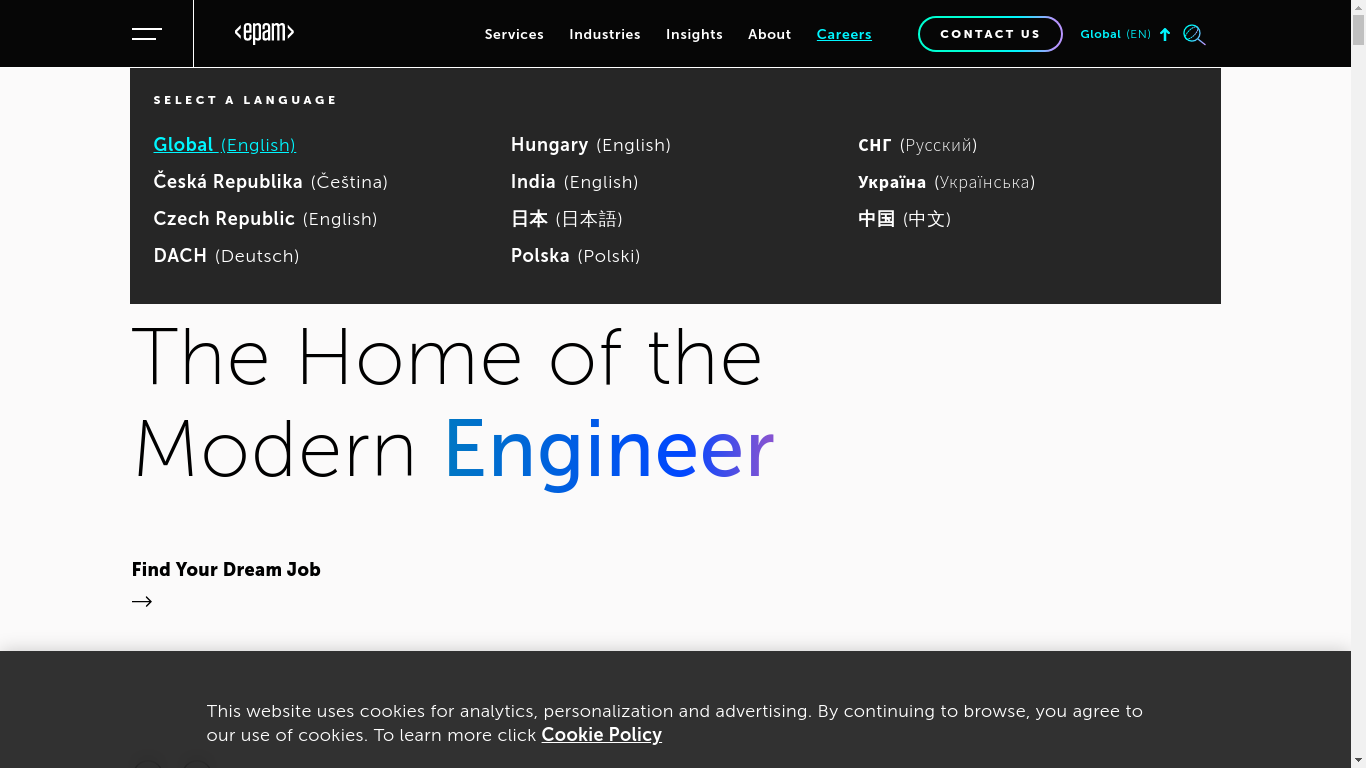 <epam>
Services Industries Insights About Careers CONTACT US Global (EN)
SELECT A LANGUAGE
Global (English)
Česká Republika (Čeština)
Czech Republic (English)
DACH (Deutsch)
Hungary (English)
India (English)
日本 (日本語)
Polska (Polski)
СНГ (Русский)
Україна (Українська)
中国 (中文)
The Home of the
Modern Engineer
Find Your Dream Job
This website uses cookies for analytics, personalization and advertising. By continuing to browse, you agree to
our use of cookies. To learn more click Cookie Policy